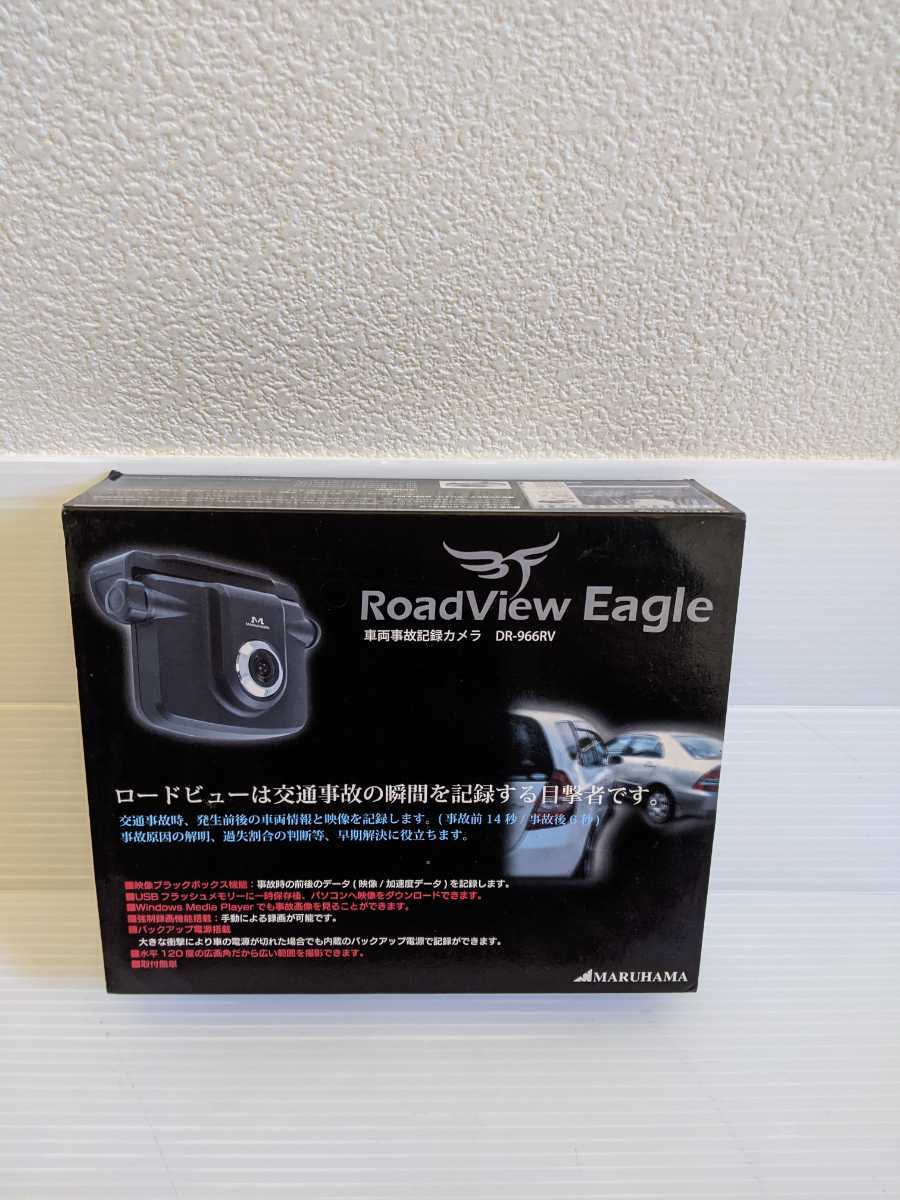 RoadView Eagle
車両事故記録カメラ DR-966RV
M
ロードビューは交通事故の瞬間を記録する目撃者です。
交通事故時、発生前後の車両情報と映像を記録します。(事故前14秒/事故後6秒)
事故原因の解明、過失割合の判断等、早期解決に役立ちます。
■映像ブラックボックス機能:事故時の前後のデータ(映像/加速度データ)を記録します。
■USBフラッシュメモリーに一時保存後、パソコンへ映像をダウンロードできます。
■Windows Media Playerでも事故画像を見ることができます。
■強制録画機能搭載:手動による録画が可能です。
■バックアップ電源搭載
大きな衝撃により車の電源が切れた場合でも内蔵のバックアップ電源で記録ができます。
■水平120度の広画角だから広い範囲を撮影できます。
■取付簡単
MARUHAMA